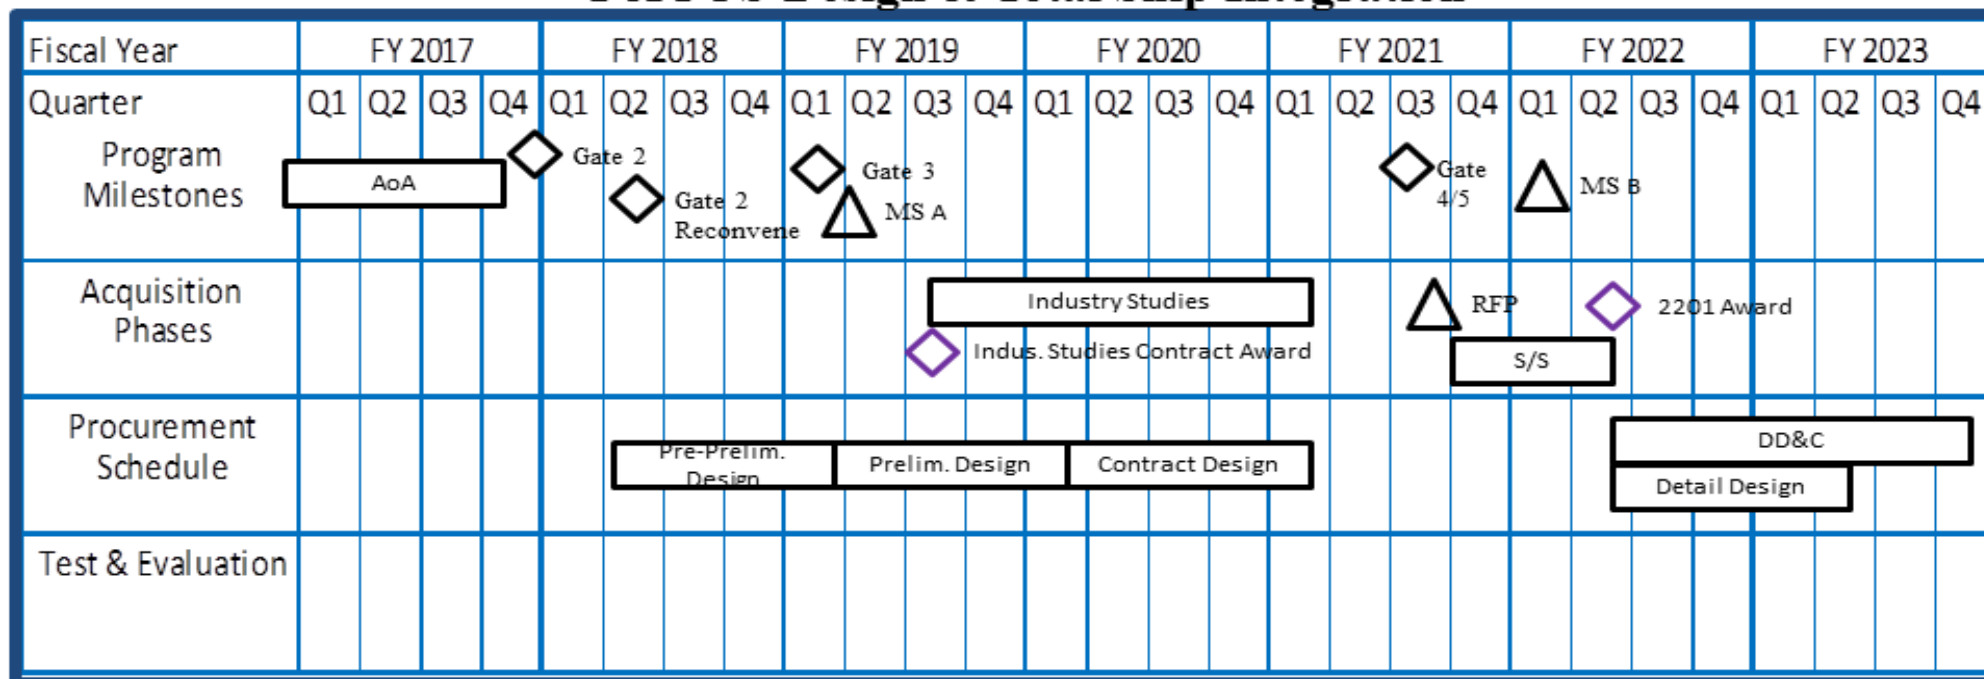 Design & Total Ship Integration
Fiscal Year FY 2017 FY 2018 FY 2019 FY 2020 FY 2021 FY 2022 FY 2023
Quarter Q1 Q2 Q3 Q4 Q1 Q2 Q3 Q4 Q1 Q2 Q3 Q4 Q1 Q2 Q3 Q4 Q1 Q2 Q3 Q4 Q1 Q2 Q3 Q4 Q1 Q2 Q3 Q4
Program
Milestones
AoA
Gate 2
Gate 2
Reconvene
Gate 3
MS A
Gate
4/5
MS B
Acquisition
Phases
Industry Studies
Indus. Studies Contract Award
RFP
S/S
2201 Award
Procurement
Schedule
Pre-Prelim.
Design
Prelim. Design
Contract Design
DD&C
Detail Design
Test & Evaluation